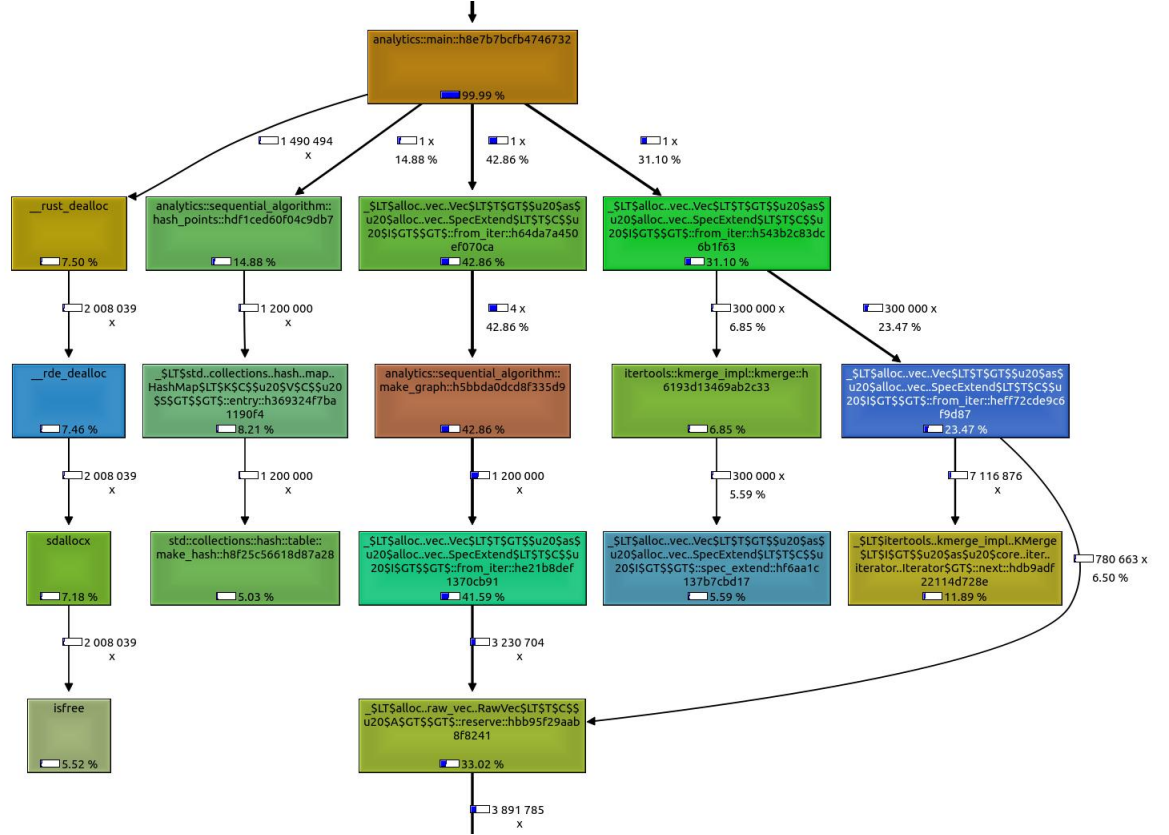 analytics::main::h8e7b7bcfb4746732
99.99 %
1 490 494
x
1 x
14.88 %
1 x
42.86 %
1 x
31.10 %
__rust_dealloc
7.50 %
analytics::sequential_algorithm::
hash_points::hdf1ced60f04c9db7
14.88 %
_$LT$alloc..vec..Vec$LT$T$GT$$u20$as$
u20$alloc..vec..SpecExtend$LT$T$C$$u
20$I$GT$$GT$::from_iter::h64da7a450
ef070ca
42.86 %
_$LT$alloc..vec..Vec$LT$T$GT$$u20$as$
u20$alloc..vec..SpecExtend$LT$T$C$$u
20$I$GT$$GT$::from_iter::h543b2c83dc
6b1f63
31.10 %
2 008 039
x
1 200 000
x
4 x
42.86 %
300 000 x
6.85 %
300 000 x
23.47 %
__rde_dealloc
7.46 %
_$LT$std..collections..hash..map..
HashMap$LT$K$C$$u20$V$C$$u20
$S$GT$$GT$::entry::h369324f7ba
1190f4
8.21 %
analytics::sequential_algorithm::
make_graph::h5bbda0dcd8f335d9
42.86 %
itertools::kmerge_impl::kmerge::h
6193d13469ab2c33
6.85 %
_$LT$alloc..vec..Vec$LT$T$GT$$u20$as$
u20$alloc..vec..SpecExtend$LT$T$C$$u
20$I$GT$$GT$::from_iter::heff72cde9c6
f9d87
23.47 %
2 008 039
x
1 200 000
x
1 200 000
x
300 000 x
5.59 %
7 116 876
x
sdallocx
7.18 %
std::collections::hash::table::
make_hash::h8f25c56618d87a28
5.03 %
_$LT$alloc..vec..Vec$LT$T$GT$$u20$as$
u20$alloc..vec..SpecExtend$LT$T$C$$u
20$I$GT$$GT$::from_iter::he21b8def
1370cb91
41.59 %
_$LT$alloc..vec..Vec$LT$T$GT$$u20$as$
u20$alloc..vec..SpecExtend$LT$T$C$$u
20$I$GT$$GT$::spec_extend::hf6aa1c
137b7cbd17
5.59 %
_$LT$itertools..kmerge_impl..KMerge
$LT$I$GT$$u20$as$u20$core..iter..
iterator..Iterator$GT$::next::hdb9adf
22114d728e
11.89 %
780 663 x
6.50 %
2 008 039
x
3 230 704
x
isfree
5.52 %
_$LT$alloc..raw_vec..RawVec$LT$T$C$$
u20$A$GT$$GT$::reserve::hbb95f29aab
8f8241
33.02 %
3 891 785
x